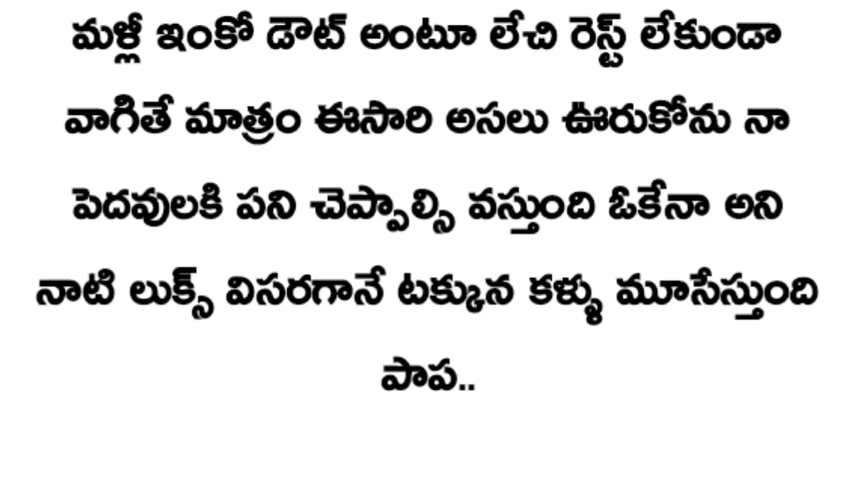 మళ్లీ ఇంకో డౌట్ అంటూ లేచి రెస్ట్ లేకుండా
వాగితే మాత్రం ఈసారి అసలు ఊరుకోను నా
పెదవులకి పని చెప్పాల్సి వస్తుంది ఓకేనా అని
నాటి లుక్స్ విసరగానే టక్కున కళ్ళు మూసేస్తుంది
పాప..